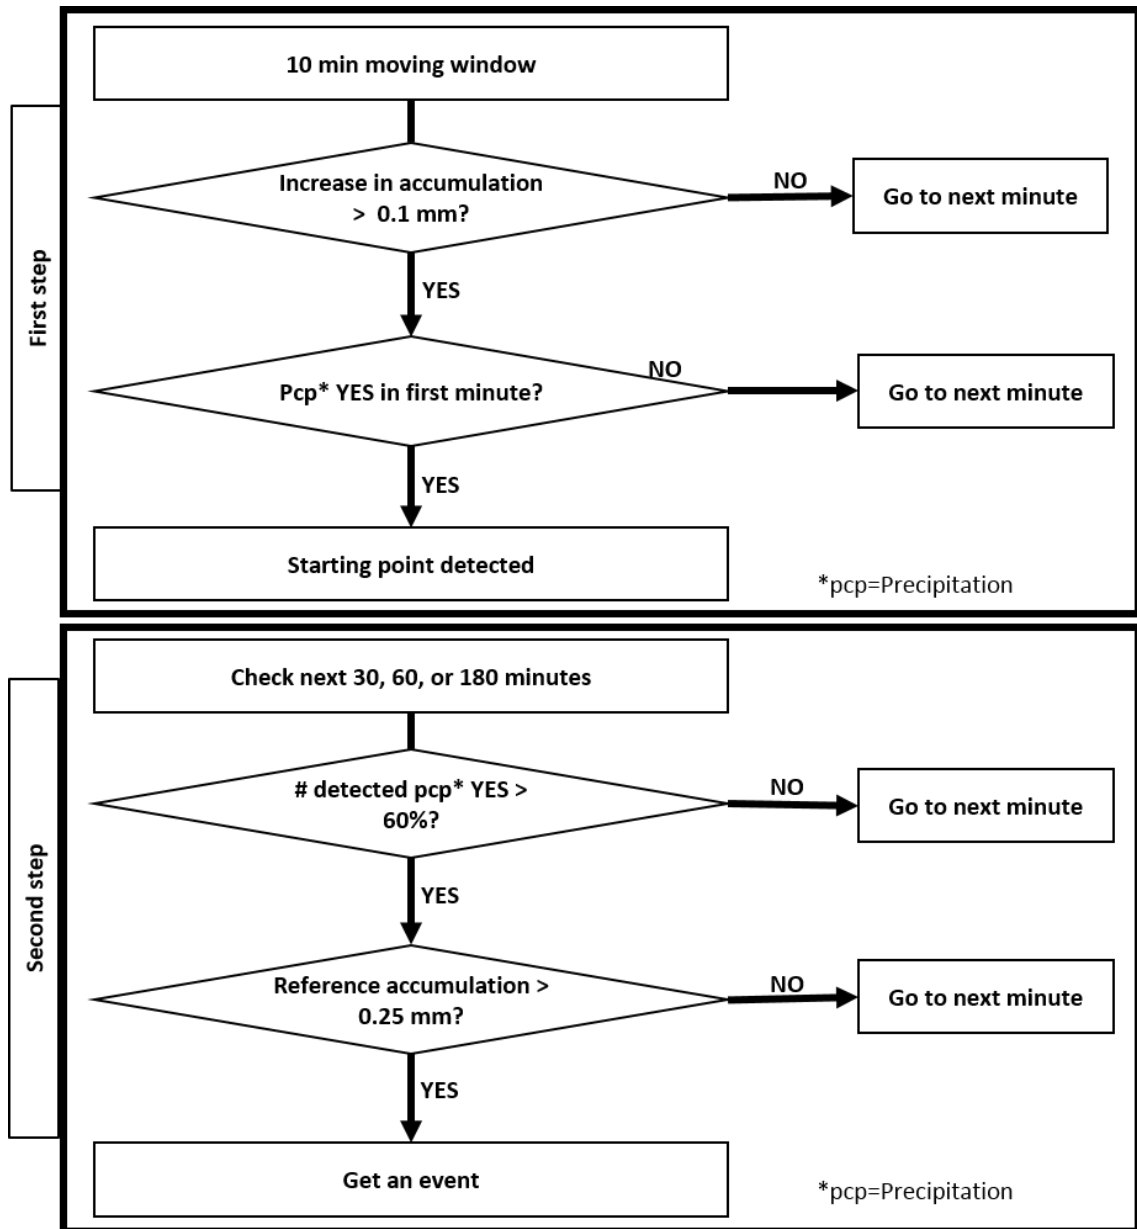 First step
10 min moving window
Increase in accumulation
> 0.1 mm?
NO
Go to next minute
YES
Pcp* YES in first minute?
NO
Go to next minute
YES
Starting point detected
*pcp=Precipitation
Second step
Check next 30, 60, or 180 minutes
# detected pcp* YES >
60%?
NO
Go to next minute
YES
Reference accumulation >
0.25 mm?
NO
Go to next minute
YES
Get an event
*pcp=Precipitation